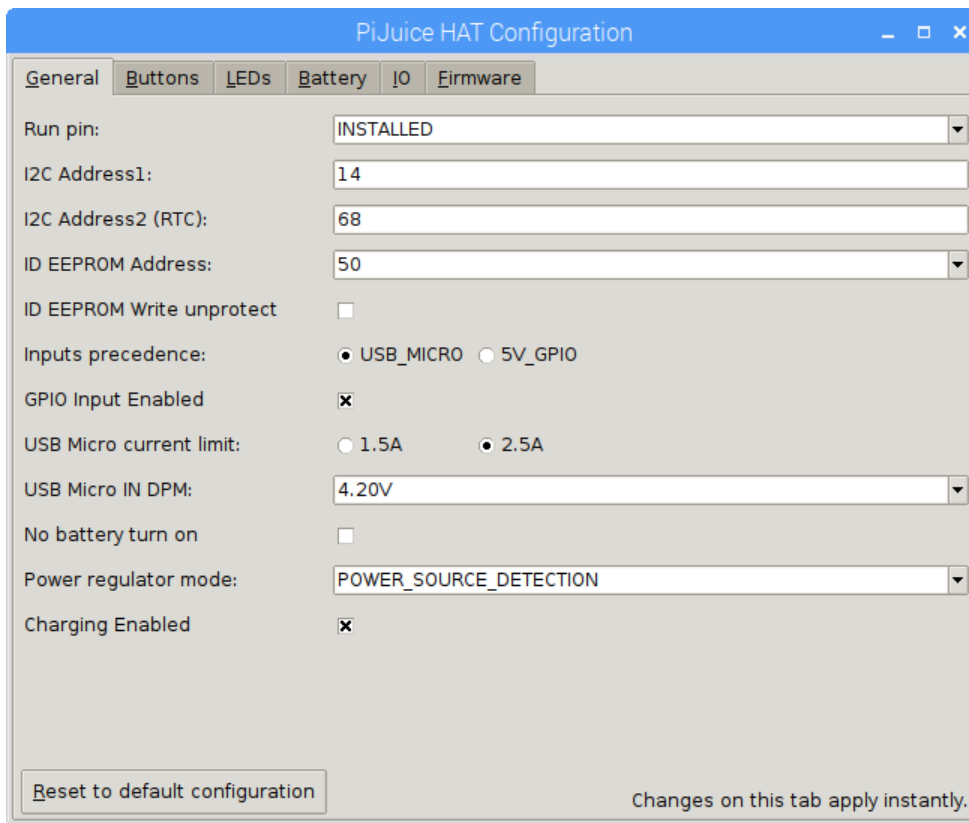 PiJuice HAT Configuration
General Buttons LEDs Battery IO Firmware
Run pin: INSTALLED
I2C Address1: 14
I2C Address2 (RTC): 68
ID EEPROM Address: 50
ID EEPROM Write unprotect
Inputs precedence: USB_MICRO 5V_GPIO
GPIO Input Enabled
USB Micro current limit: 1.5A 2.5A
USB Micro IN DPM: 4.20V
No battery turn on
Power regulator mode: POWER_SOURCE_DETECTION
Charging Enabled
Reset to default configuration
Changes on this tab apply instantly.